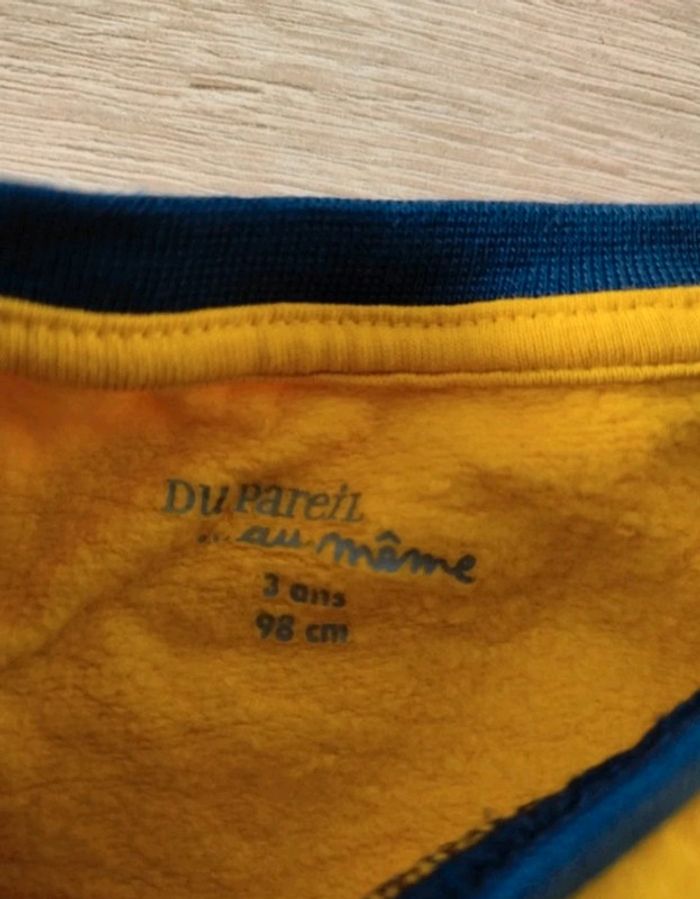 DU PAREIL
...au même
3 ans
98 cm